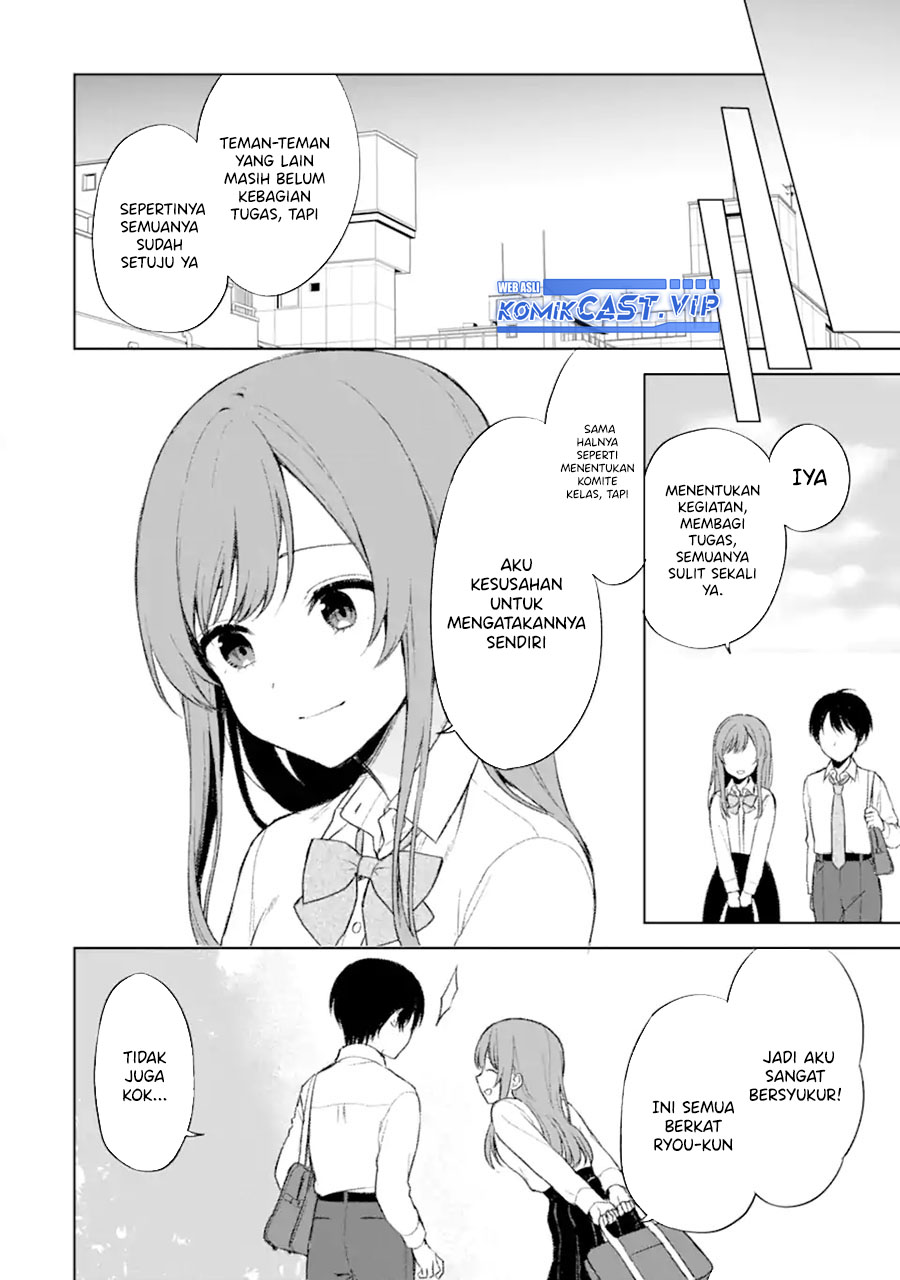 TEMAN-TEMAN
YANG LAIN
MASIH BELUM
KEBAGIAN
TUGAS, TAPI
SEPERTINYA
SEMUANYA
SUDAH
SETUJU YA
WEB ASLI
KOMIKCAST.VIP
IYA
MENENTUKAN
KEGIATAN,
MEMBAGI
TUGAS,
SEMUANYA
SULIT SEKALI
YA.
SAMA
HALNYA
SEPERTI
MENENTUKAN
KOMITE
KELAS, TAPI
AKU
KESUSAHAN
UNTUK
MENGATAKANNYA
SENDIRI
JADI AKU
SANGAT
BERSYUKUR!
INI SEMUA
BERKAT
RYOU-KUN
TIDAK
JUGA
KOK...